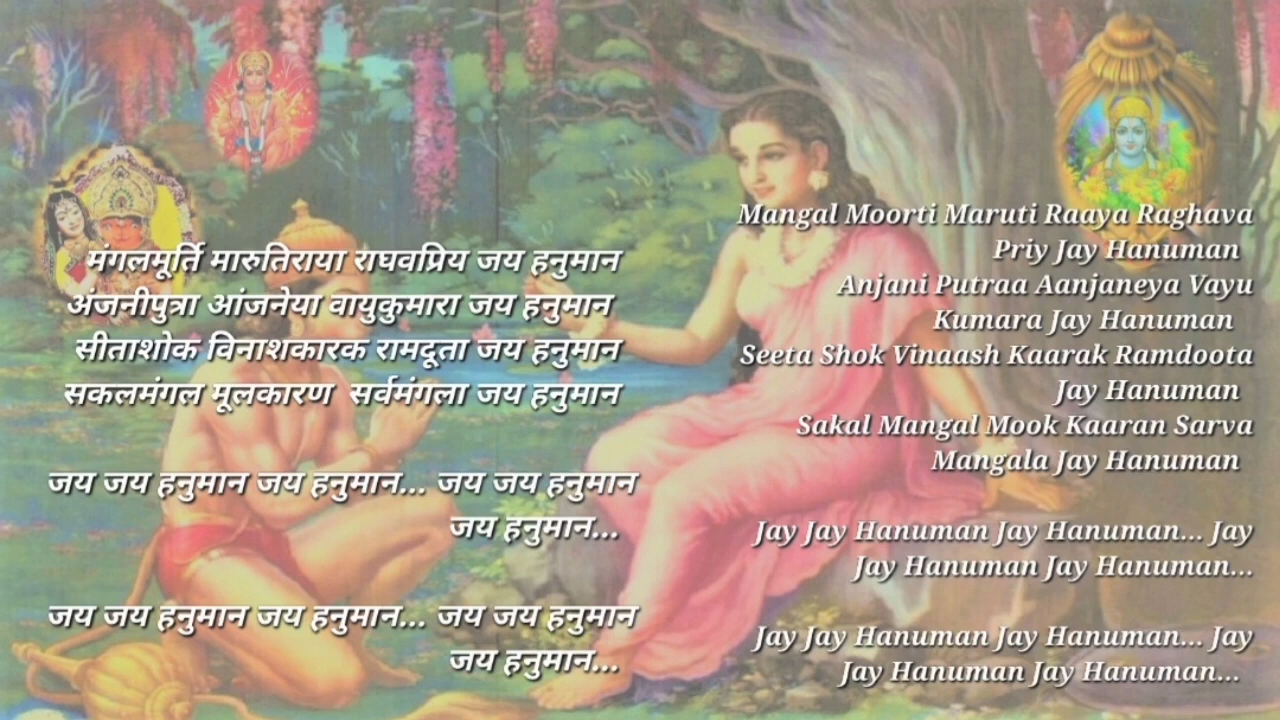 मंगलमूर्ति मारुतिराया राघवप्रिय जय हनुमान
अंजनीपुत्रा आंजनेया वायुकुमारा जय हनुमान
सीताशोक विनाशकारक रामदूता जय हनुमान
सकलमंगल मूलकारण सर्वमंगला जय हनुमान
जय जय हनुमान जय हनुमान... जय जय हनुमान
जय हनुमान...
जय जय हनुमान जय हनुमान... जय जय हनुमान
जय हनुमान...
Mangal Moorti Maruti Raaya Raghava
Priy Jay Hanuman
Anjani Putraa Aanjaneya Vayu
Kumara Jay Hanuman
Seeta Shok Vinaash Kaarak Ramdoota
Jay Hanuman
Sakal Mangal Mook Kaaran Sarva
Mangala Jay Hanuman
Jay Jay Hanuman Jay Hanuman... Jay
Jay Hanuman Jay Hanuman...
Jay Jay Hanuman Jay Hanuman... Jay
Jay Hanuman Jay Hanuman...